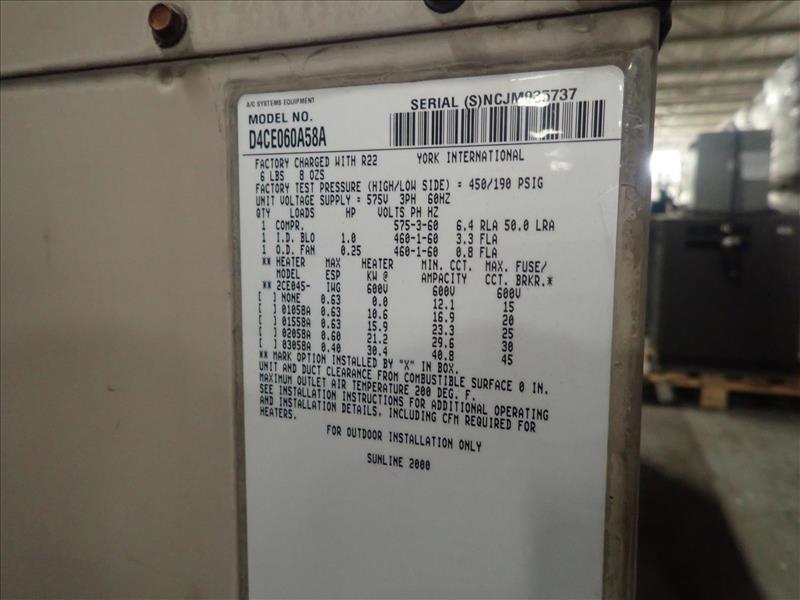 A/C SYSTEMS EQUIPMENT
SERIAL (S)NCJM035737
MODEL NO.
D4CE060A58A
FACTORY CHARGED WITH R22 YORK INTERNATIONAL
6 LBS 8 OZS
FACTORY TEST PRESSURE (HIGH/LOW SIDE) = 450/190 PSIG
UNIT VOLTAGE SUPPLY = 575V 3PH 60HZ
QTY LOADS HP VOLTS PH HZ
1 COMPR. 575-3-60 6.4 RLA 50.0 LRA
1 I.D. BLO 1.0 460-1-60 3.3 FLA
1 O.D. FAN 0.25 460-1-60 0.8 FLA
** HEATER MAX HEATER MIN. CCT. MAX. FUSE/
MODEL ESP KW @ AMPACITY CCT. BRKR.*
** 2CE045- IWG 600V 600V 600V
[ ] NONE 0.63 0.0 12.1 15
[ ] 01058A 0.63 10.6 16.9 20
[ ] 01558A 0.63 15.9 23.3 25
[ ] 02058A 0.60 21.2 29.6 30
[ ] 03058A 0.40 30.4 40.8 45
** MARK OPTION INSTALLED BY "X" IN BOX.
UNIT AND DUCT CLEARANCE FROM COMBUSTIBLE SURFACE 0 IN.
MAXIMUM OUTLET AIR TEMPERATURE 200 DEG. F.
SEE INSTALLATION INSTRUCTIONS FOR ADDITIONAL OPERATING
AND INSTALLATION DETAILS, INCLUDING CFM REQUIRED FOR
HEATERS.
FOR OUTDOOR INSTALLATION ONLY
SUNLINE 2000